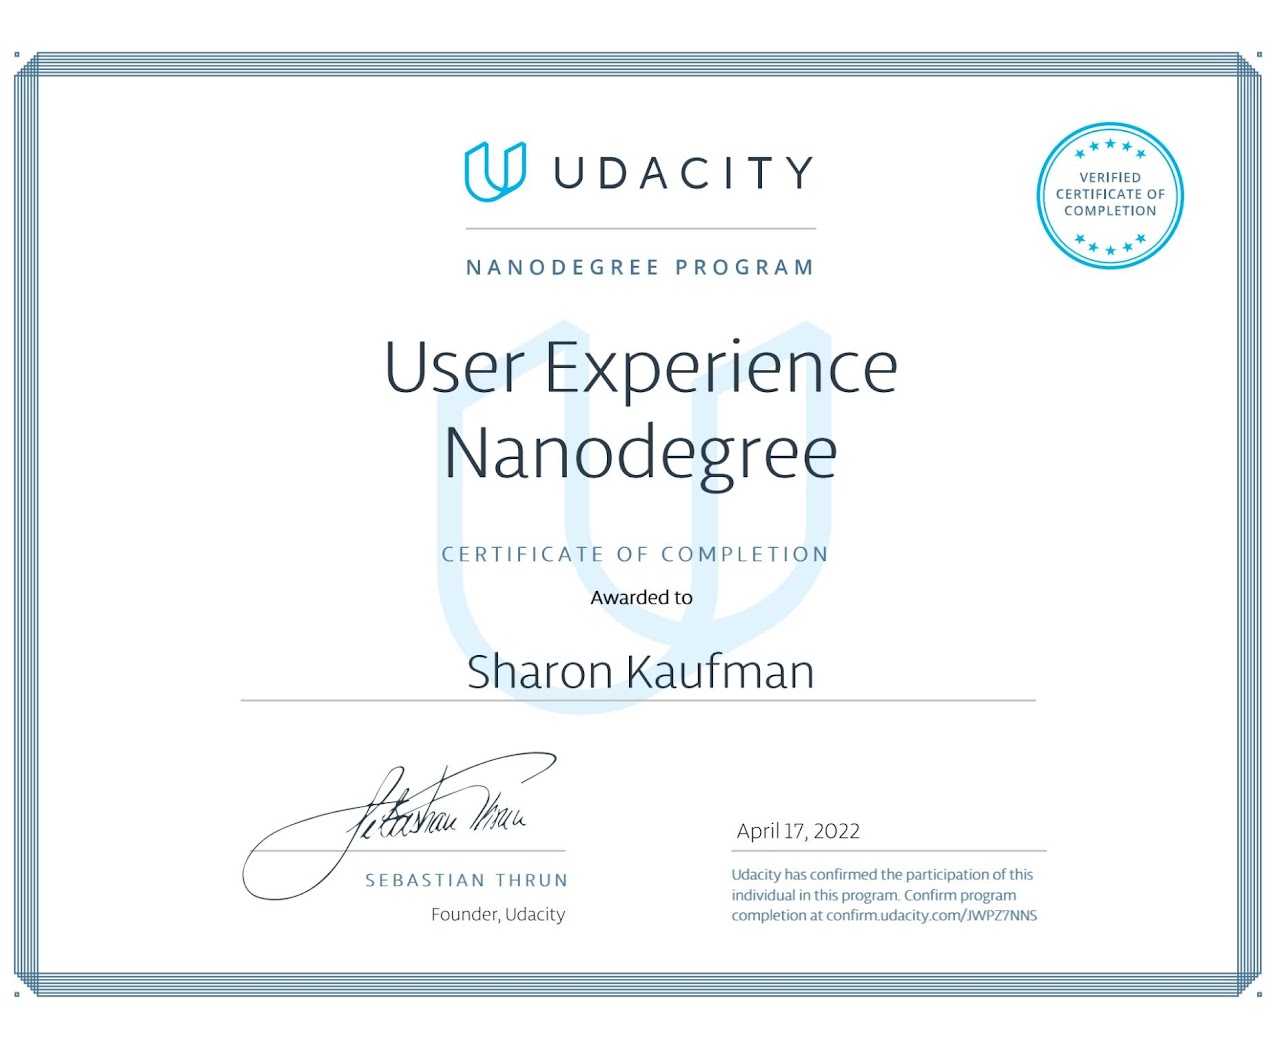 UDACITY
VERIFIED
CERTIFICATE OF
COMPLETION
NANODEGREE PROGRAM
User Experience
Nanodegree
CERTIFICATE OF COMPLETION
Awarded to
Sharon Kaufman
Sebastian Thrun
SEBASTIAN THRUN
Founder, Udacity
April 17, 2022
Udacity has confirmed the participation of this
individual in this program. Confirm program
completion at confirm.udacity.com/JWPZ7NNS